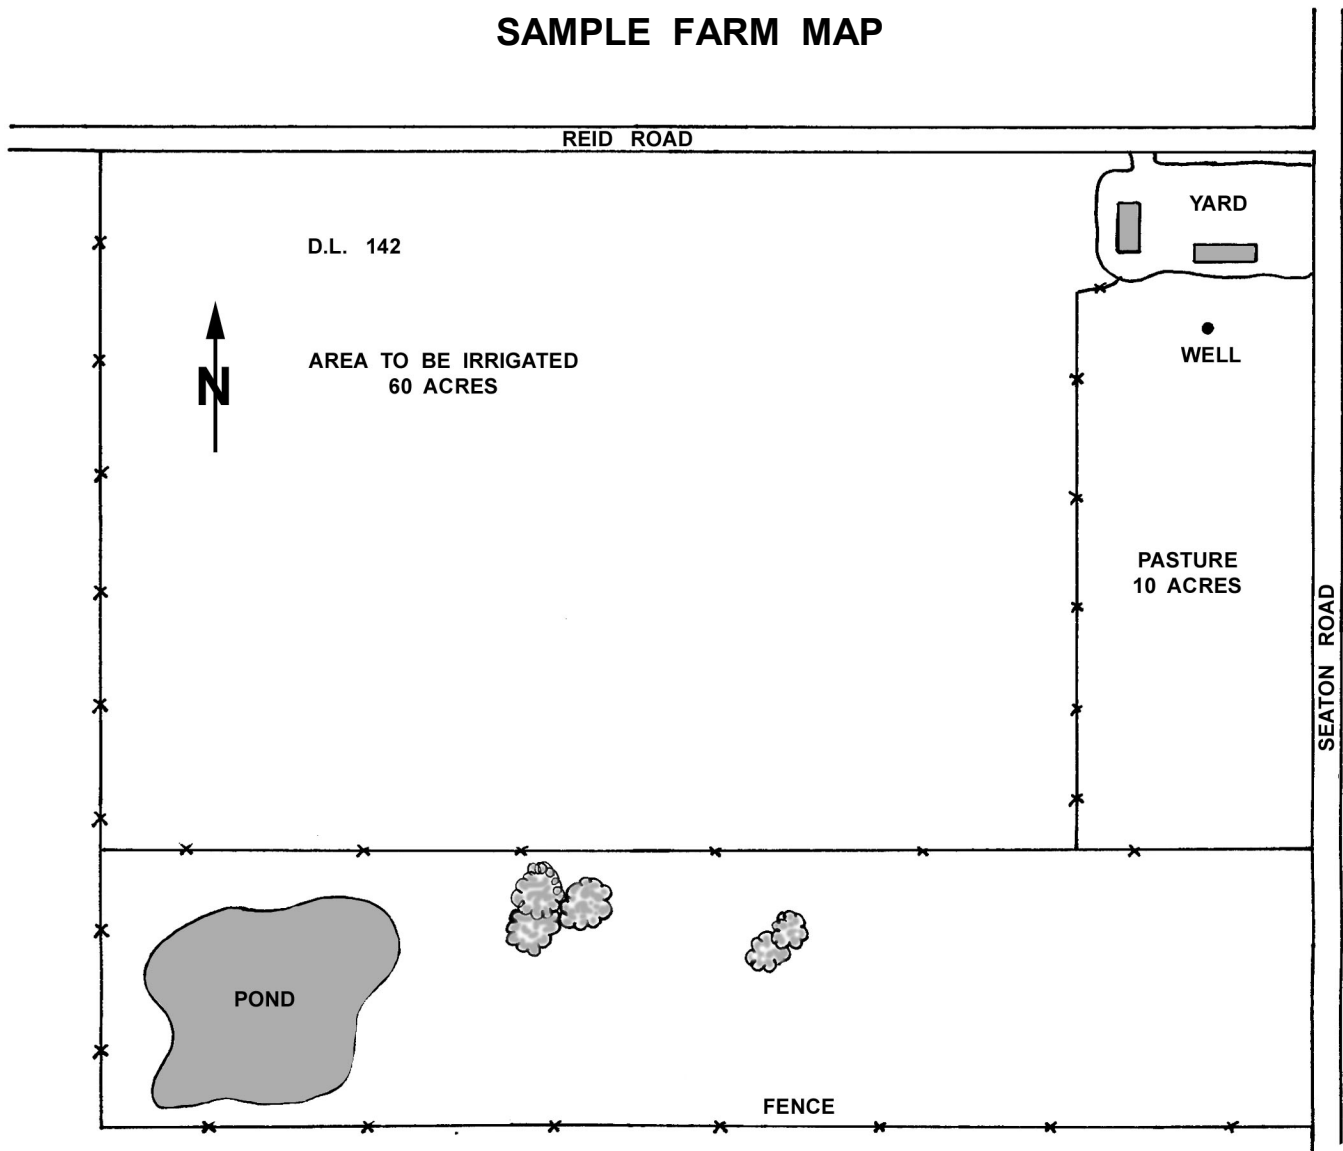 SAMPLE FARM MAP
REID ROAD
YARD
D.L. 142
WELL
AREA TO BE IRRIGATED
60 ACRES
N
PASTURE
10 ACRES
SEATON ROAD
POND
FENCE